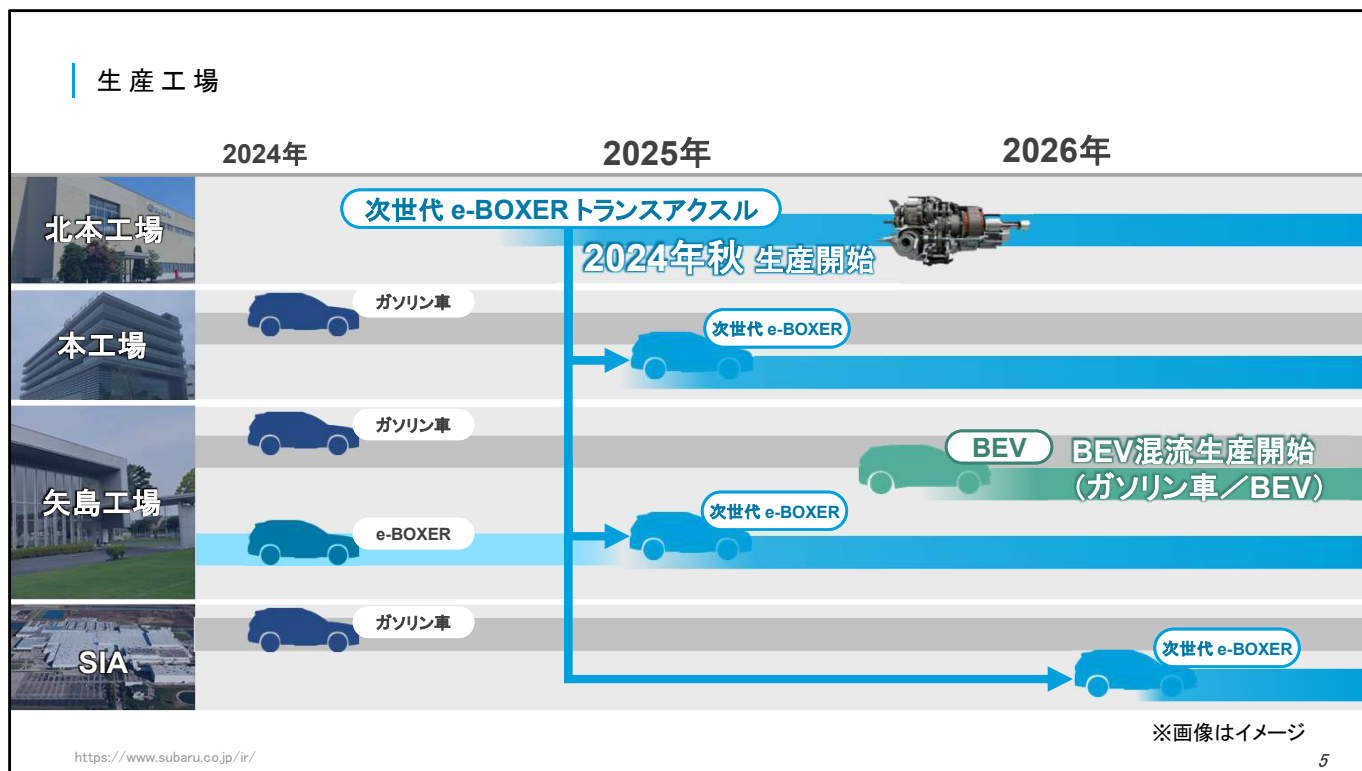 生産工場
2024年
2025年
2026年
北本工場
次世代 e-BOXER トランスアクスル
2024年秋 生産開始
本工場
ガソリン車
次世代 e-BOXER
矢島工場
ガソリン車
BEV
BEV混流生産開始
（ガソリン車／BEV）
e-BOXER
次世代 e-BOXER
SIA
ガソリン車
次世代 e-BOXER
※画像はイメージ
https://www.subaru.co.jp/ir/
5